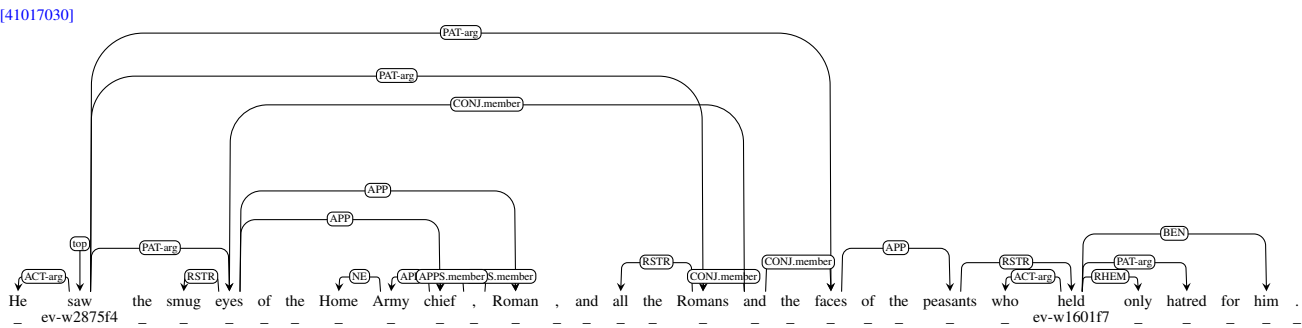 [41017030]
PAT-arg
PAT-arg
CONJ.member
APP
APP
top
PAT-arg
BEN
APP
CONJ.member
RSTR
RSTR
PAT-arg
ACT-arg
RSTR
NE
APPS.member
S.member
CONJ.member
ACT-arg
RHEM
He saw the smug eyes of the Home Army chief , Roman , and all the Romans and the faces of the peasants who held only hatred for him .
ev-w2875f4 ev-w1601f7
_ _ _ _ _ _ _ _ _ _ _ _ _ _ _ _ _ _ _ _ _ _ _ _ _ _ _ _ _ _